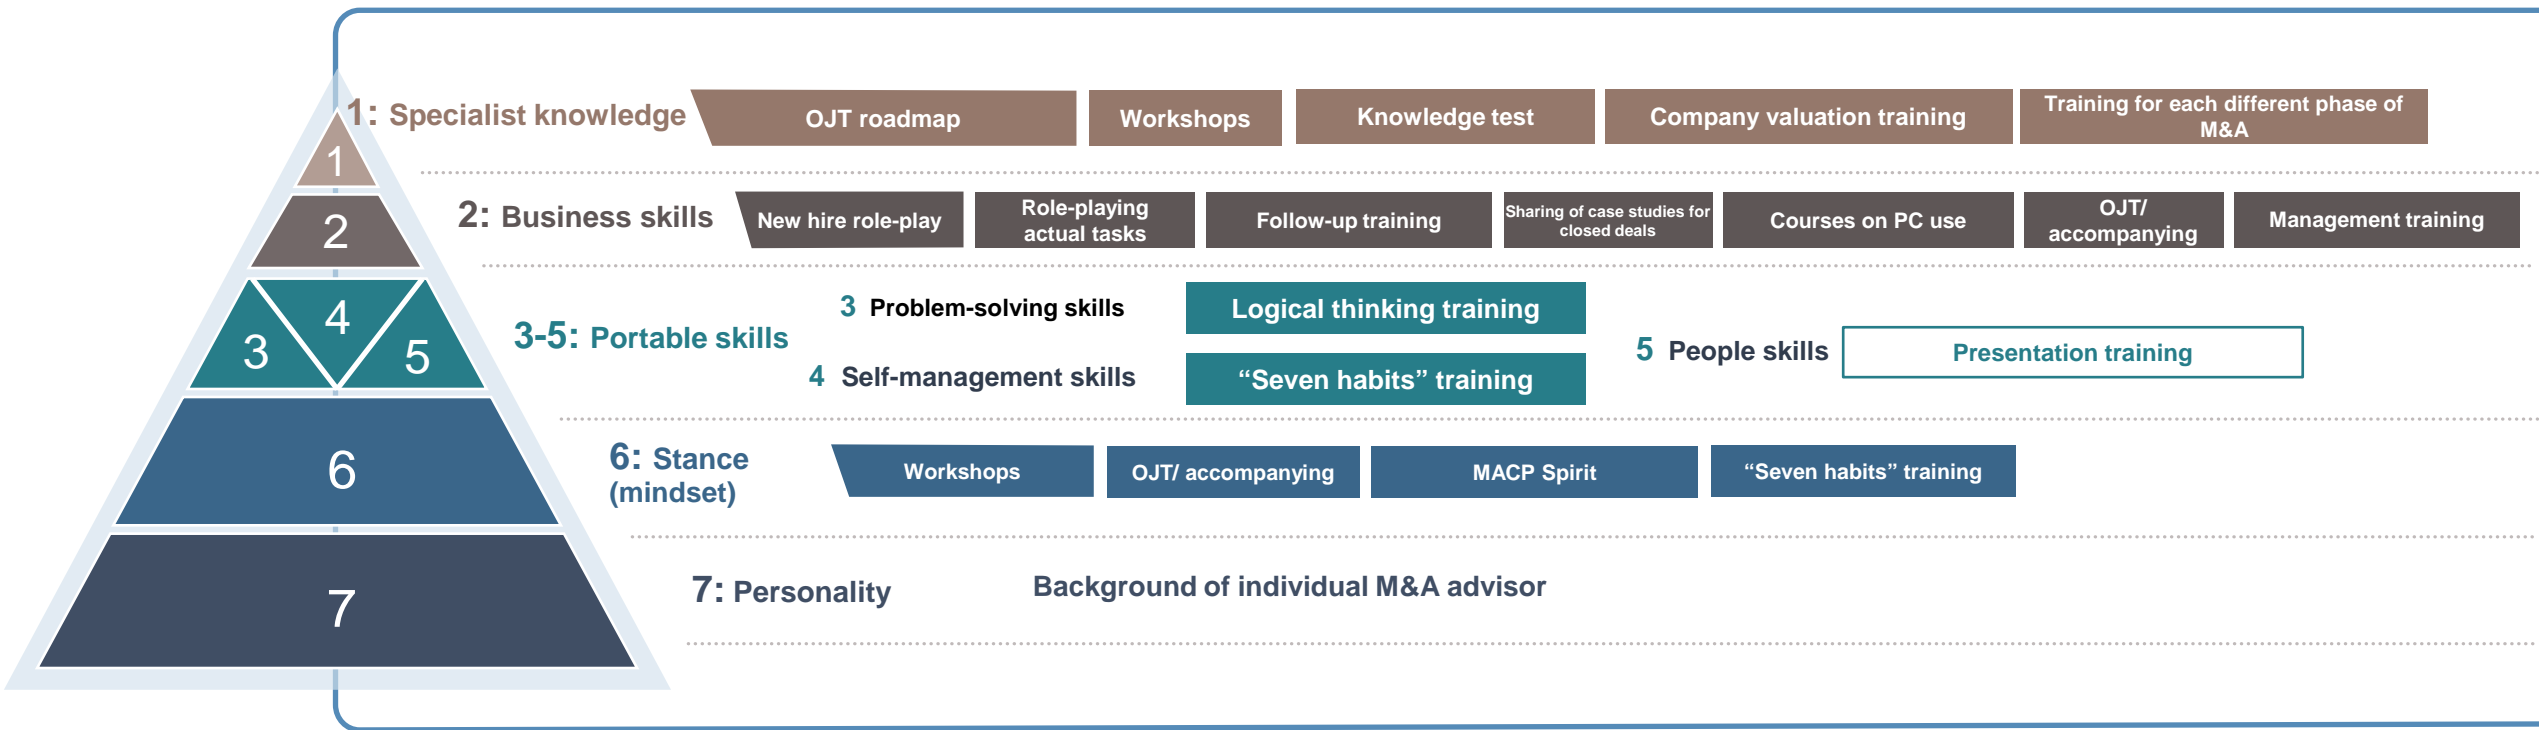 1: Specialist knowledge
OJT roadmap
Workshops
Knowledge test
Company valuation training
Training for each different phase of
M&A
1
2: Business skills
New hire role-play
Role-playing
actual tasks
Follow-up training
Sharing of case studies for
closed deals
Courses on PC use
OJT/
accompanying
Management training
2
3-5: Portable skills
3 Problem-solving skills
Logical thinking training
4 Self-management skills
“Seven habits” training
5 People skills
Presentation training
3
4
5
6: Stance
(mindset)
Workshops
OJT/ accompanying
MACP Spirit
“Seven habits” training
6
7: Personality
Background of individual M&A advisor
7